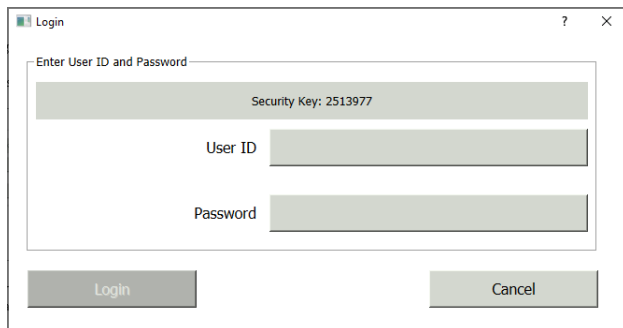 Login
?
Enter User ID and Password
Security Key: 2513977
User ID
Password
Login
Cancel